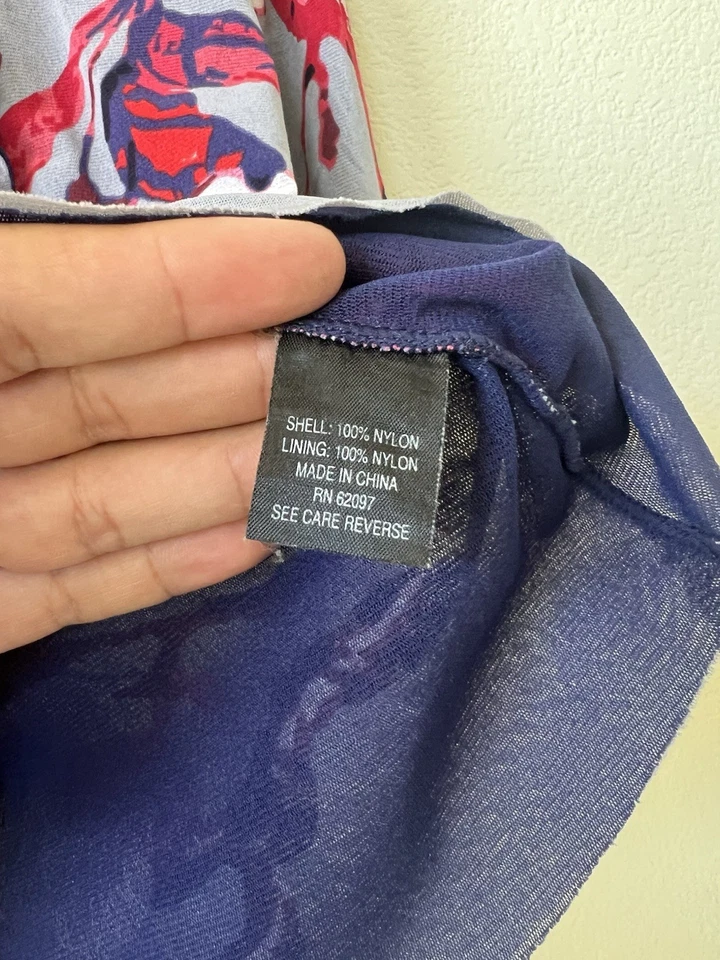 SHELL: 100% NYLON
LINING: 100% NYLON
MADE IN CHINA
RN 62097
SEE CARE REVERSE